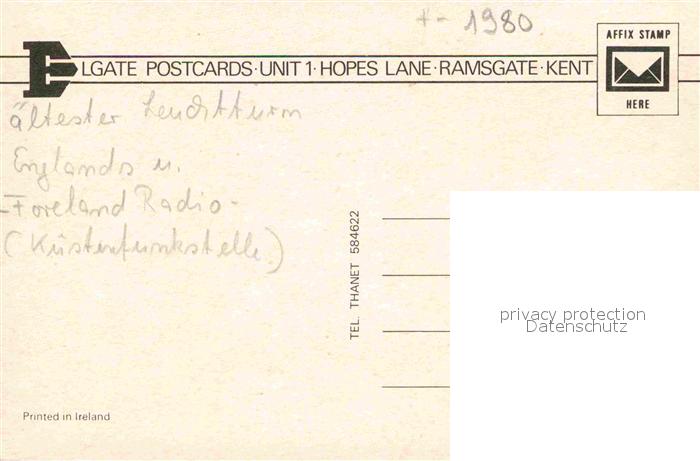 +- 1980
AFFIX STAMP
HERE
ELGATE POSTCARDS · UNIT 1 · HOPES LANE · RAMSGATE · KENT
ältester Leuchtturm
Englands u.
-Foreland Radio-
(Küstenfunkstelle)
TEL. THANET 584622
privacy protection
Datenschutz
Printed in Ireland